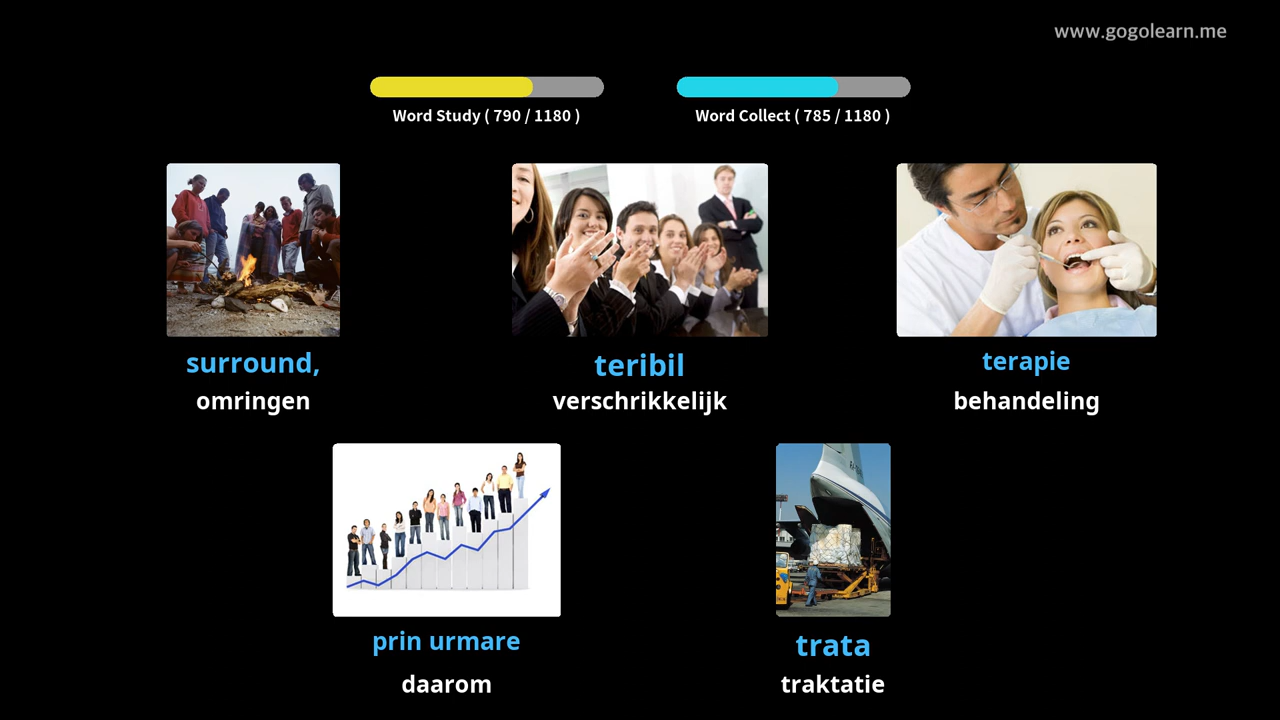 www.gogolearn.me
Word Study ( 790 / 1180 )
Word Collect ( 785 / 1180 )
surround,
omringen
teribil
verschrikkelijk
terapie
behandeling
prin urmare
daarom
trata
traktatie